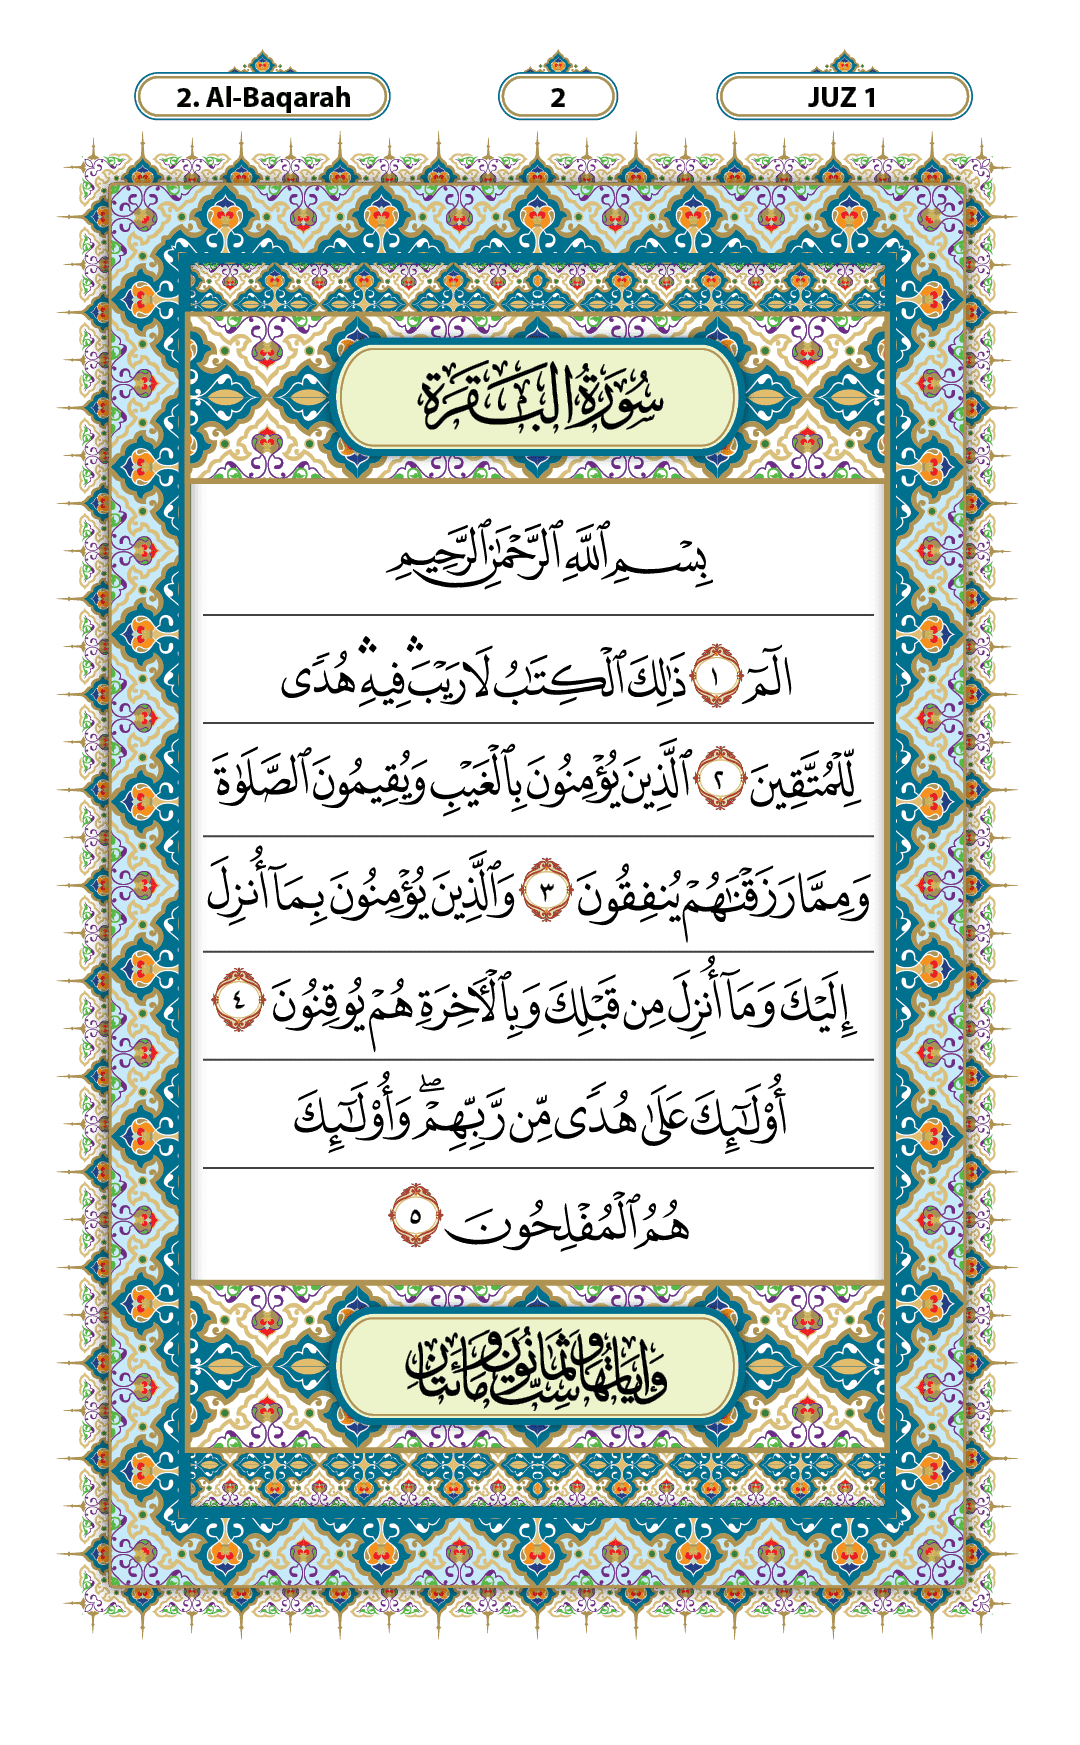 2. Al-Baqarah
2
JUZ 1
سُورَةُ البَقَرَةِ
بِسْمِ ٱللَّهِ ٱلرَّحْمَٰنِ ٱلرَّحِيمِ
الٓمٓ ١ ذَٰلِكَ ٱلْكِتَٰبُ لَا رَيْبَ ۛ فِيهِ ۛ هُدًى
لِّلْمُتَّقِينَ ٢ ٱلَّذِينَ يُؤْمِنُونَ بِٱلْغَيْبِ وَيُقِيمُونَ ٱلصَّلَوٰةَ
وَمِمَّا رَزَقْنَٰهُمْ يُنفِقُونَ ٣ وَٱلَّذِينَ يُؤْمِنُونَ بِمَآ أُنزِلَ
إِلَيْكَ وَمَآ أُنزِلَ مِن قَبْلِكَ وَبِٱلْءَاخِرَةِ هُمْ يُوقِنُونَ ٤
أُو۟لَٰٓئِكَ عَلَىٰ هُدًى مِّن رَّبِّهِمْ ۖ وَأُو۟لَٰٓئِكَ
هُمُ ٱلْمُفْلِحُونَ ٥
وَايَاتُهَا سِتٌّ وَثَمَانُونَ وَمِائَتَانِ